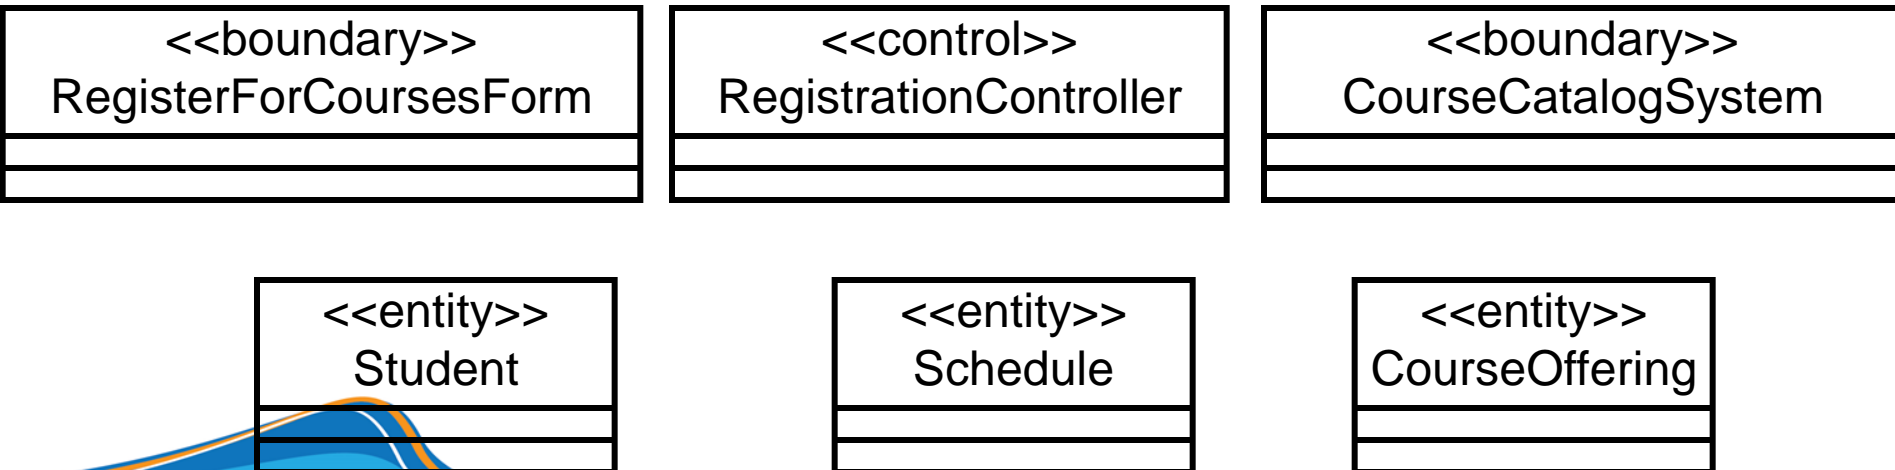 <<boundary>>
RegisterForCoursesForm
<<control>>
RegistrationController
<<boundary>>
CourseCatalogSystem
<<entity>>
Student
<<entity>>
Schedule
<<entity>>
CourseOffering